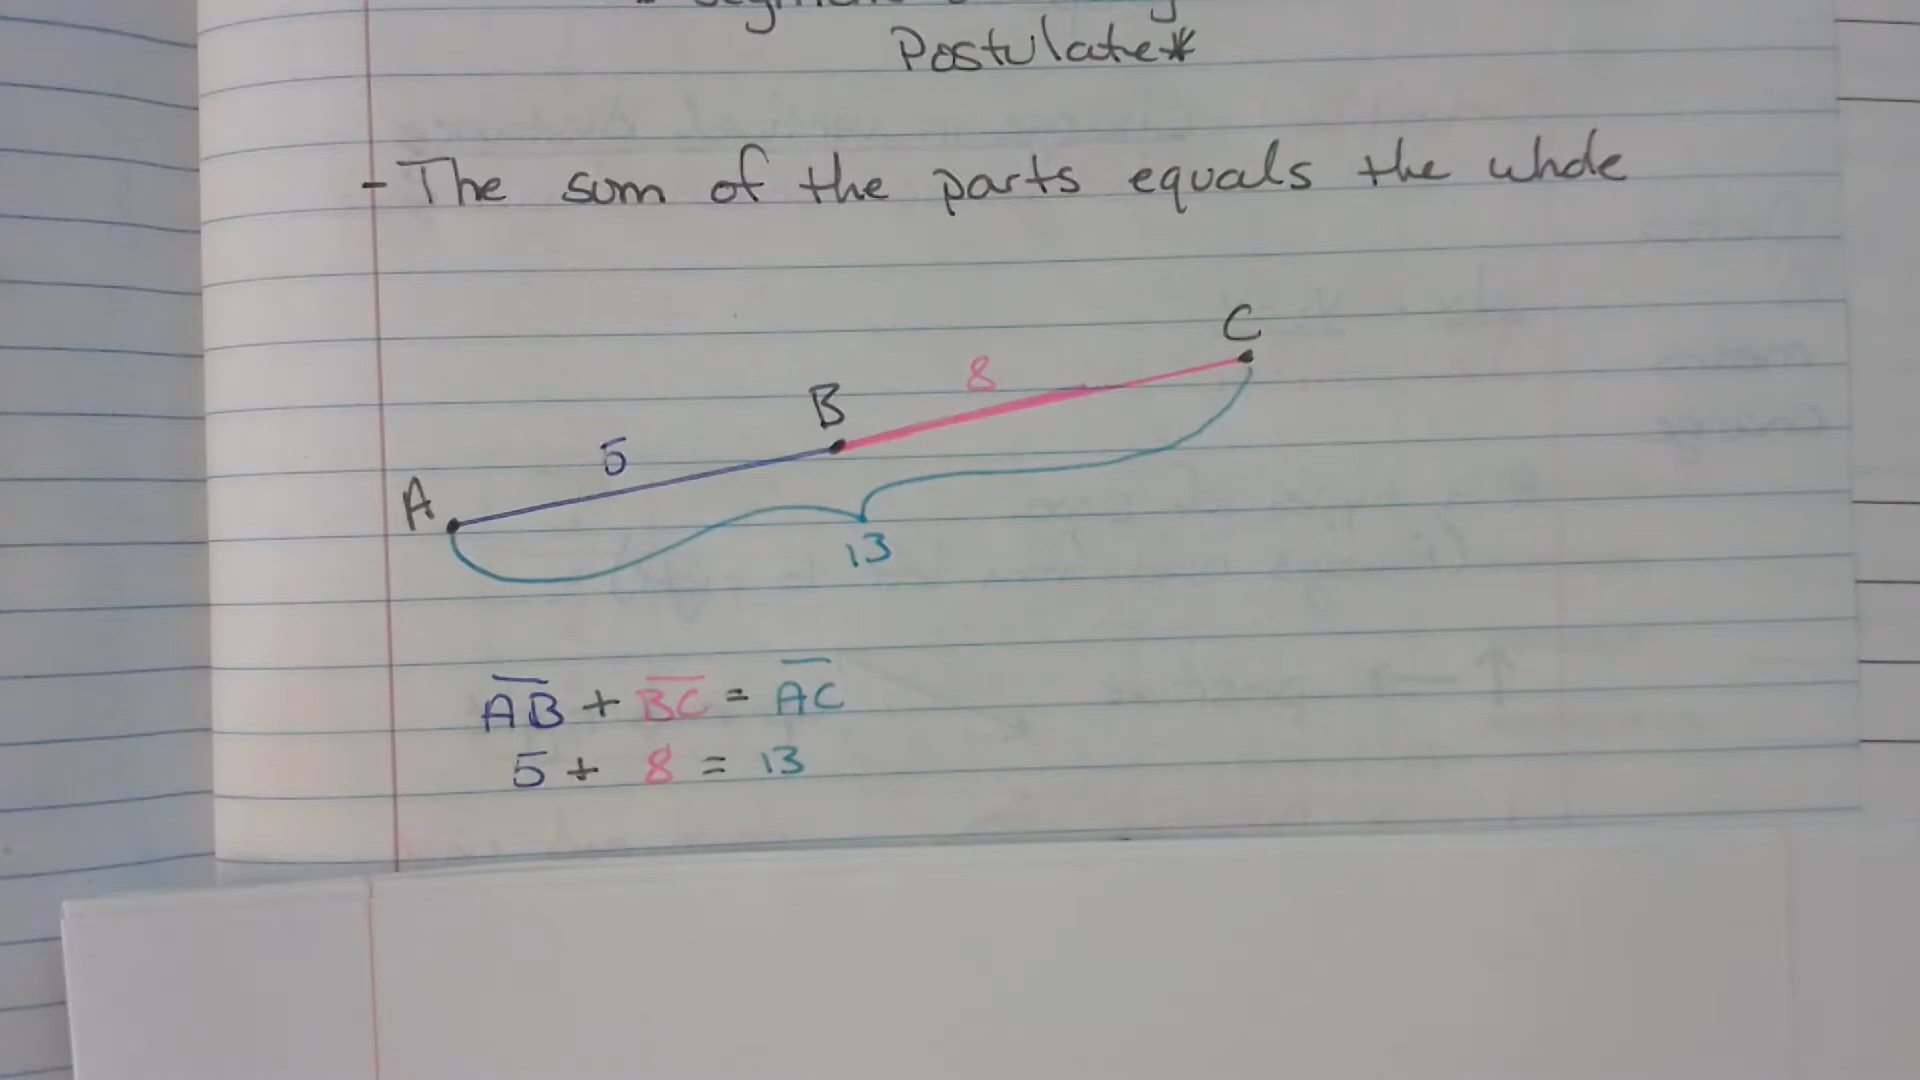 Postulate*
- The sum of the parts equals the whole
C
8
B
5
A
13
AB + BC = AC
5 + 8 = 13